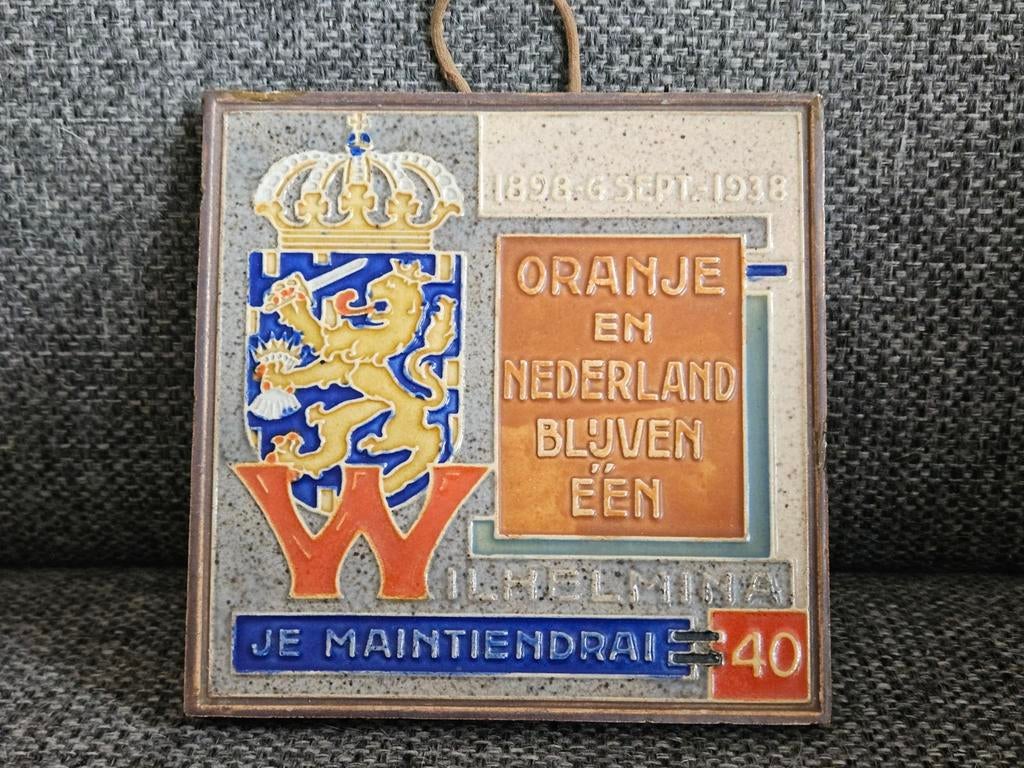 1898-6 SEPT.-1938
ORANJE
EN
NEDERLAND
BLIJVEN
ÉÉN
WILHELMINA
JE MAINTIENDRAI
40